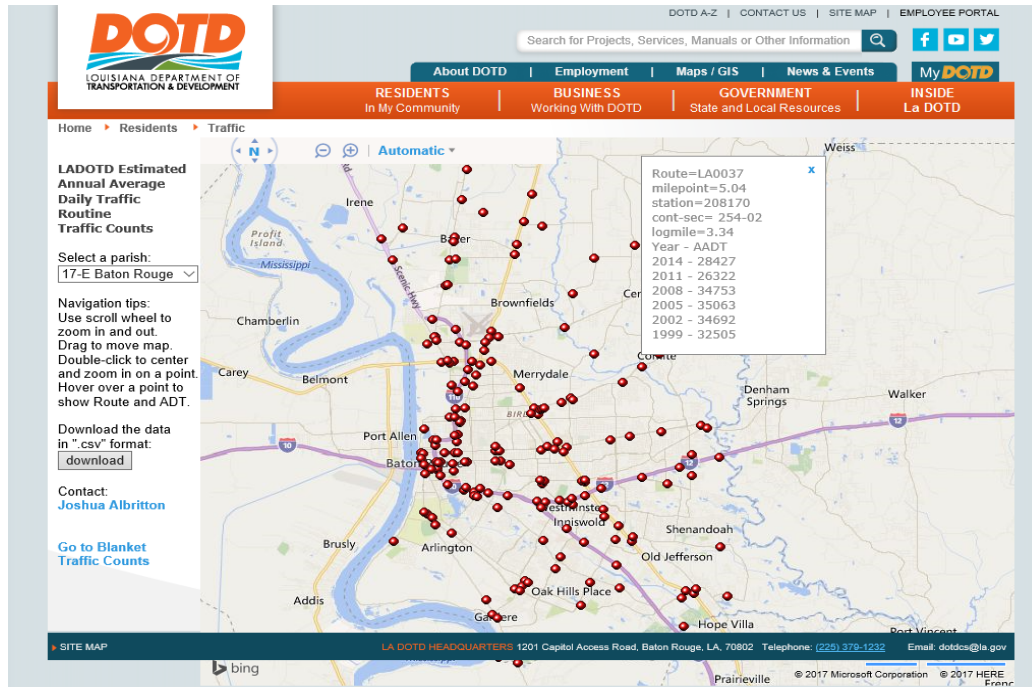 DOTD A-Z | CONTACT US | SITE MAP | EMPLOYEE PORTAL
DOTD
LOUISIANA DEPARTMENT OF
TRANSPORTATION & DEVELOPMENT
Search for Projects, Services, Manuals or Other Information
About DOTD | Employment | Maps / GIS | News & Events
My DOTD
RESIDENTS
In My Community
BUSINESS
Working With DOTD
GOVERNMENT
State and Local Resources
INSIDE
La DOTD
Home Residents Traffic
LADOTD Estimated
Annual Average
Daily Traffic
Routine
Traffic Counts
Select a parish:
17-E Baton Rouge
Navigation tips:
Use scroll wheel to
zoom in and out.
Drag to move map.
Double-click to center
and zoom in on a point.
Hover over a point to
show Route and ADT.
Download the data
in ".csv" format:
download
Contact:
Joshua Albritton
Go to Blanket
Traffic Counts
N
Automatic
Route=LA0037
milepoint=5.04
station=208170
cont-sec= 254-02
logmile=3.34
Year - AADT
2014 - 28427
2011 - 26322
2008 - 34753
2005 - 35063
2002 - 34692
1999 - 32505
x
Weiss
Irene
Profit
Island
Mississippi
Scenic Hwy
Brownfields
Chamberlin
Carey
Belmont
Merrydale
Denham
Springs
Walker
110
12
10
Port Allen
Baton
12
10
Westminster
Inniswold
Shenandoah
Brusly
Arlington
Old Jefferson
Addis
Oak Hills Place
Hope Villa
Port Vincent
SITE MAP
LA DOTD HEADQUARTERS 1201 Capitol Access Road, Baton Rouge, LA, 70802 Telephone: (225) 379-1232 Email: dotdcs@la.gov
bing
Prairieville
© 2017 Microsoft Corporation © 2017 HERE